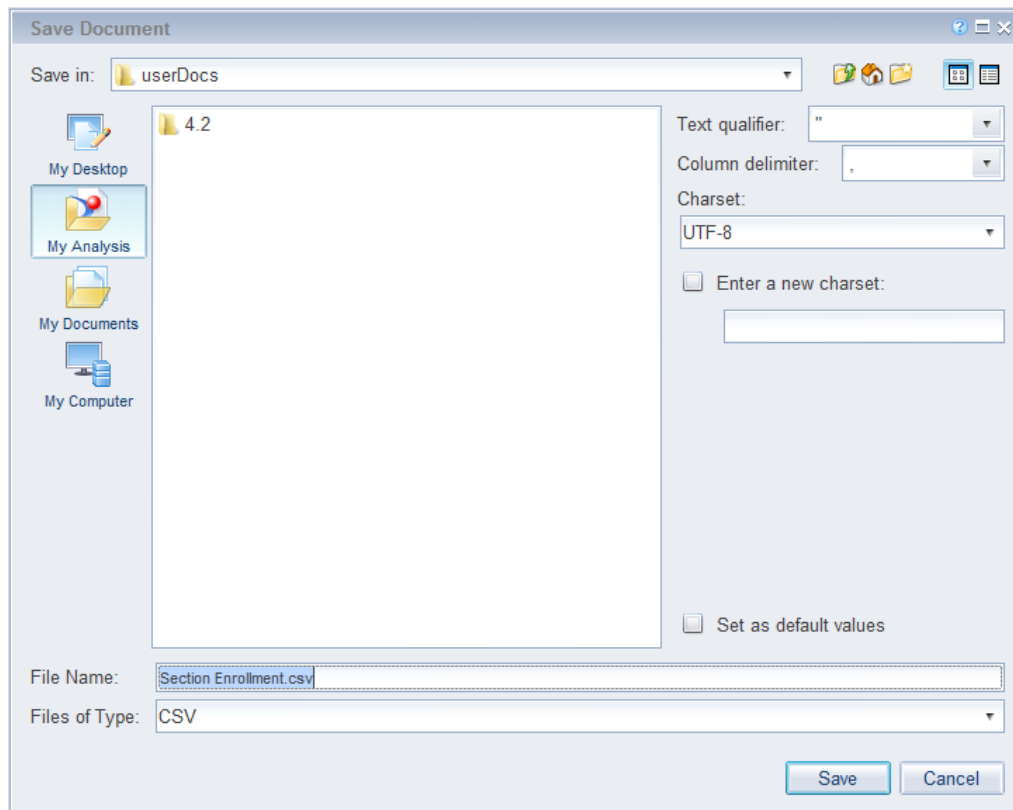 Save Document
Save in: userDocs
My Desktop
My Analysis
My Documents
My Computer
4.2
Text qualifier: "
Column delimiter: ,
Charset:
UTF-8
Enter a new charset:
Set as default values
File Name: Section Enrollment.csv
Files of Type: CSV
Save Cancel